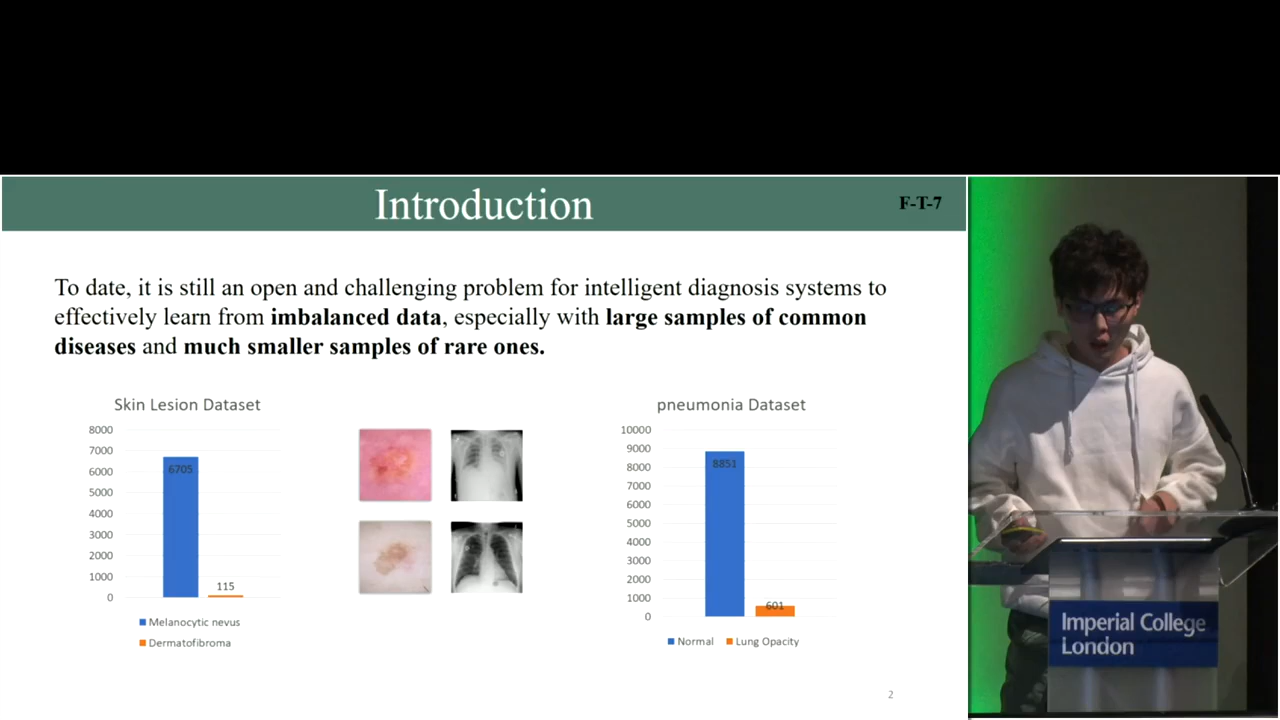 Introduction
F-T-7
To date, it is still an open and challenging problem for intelligent diagnosis systems to
effectively learn from imbalanced data, especially with large samples of common
diseases and much smaller samples of rare ones.
Skin Lesion Dataset
8000
7000
6000
5000
4000
3000
2000
1000
0
6705
115
Melanocytic nevus
Dermatofibroma
pneumonia Dataset
10000
9000
8000
7000
6000
5000
4000
3000
2000
1000
0
8851
601
Normal
Lung Opacity
2
Imperial College
London